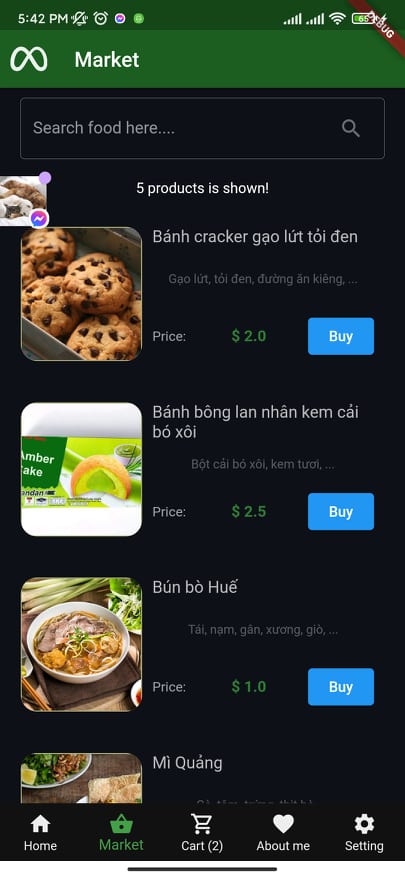 5:42 PM
65
DEBUG
Market
Search food here....
5 products is shown!
Bánh cracker gạo lứt tỏi đen
Gạo lứt, tỏi đen, đường ăn kiêng, ...
Price:
$ 2.0
Buy
Bánh bông lan nhân kem cải
bó xôi
Bột cải bó xôi, kem tươi, ...
Amber
ake
Price:
$ 2.5
Buy
Bún bò Huế
Tái, nạm, gân, xương, giò, ...
Price:
$ 1.0
Buy
Mì Quảng
Home
Market
Cart (2)
About me
Setting